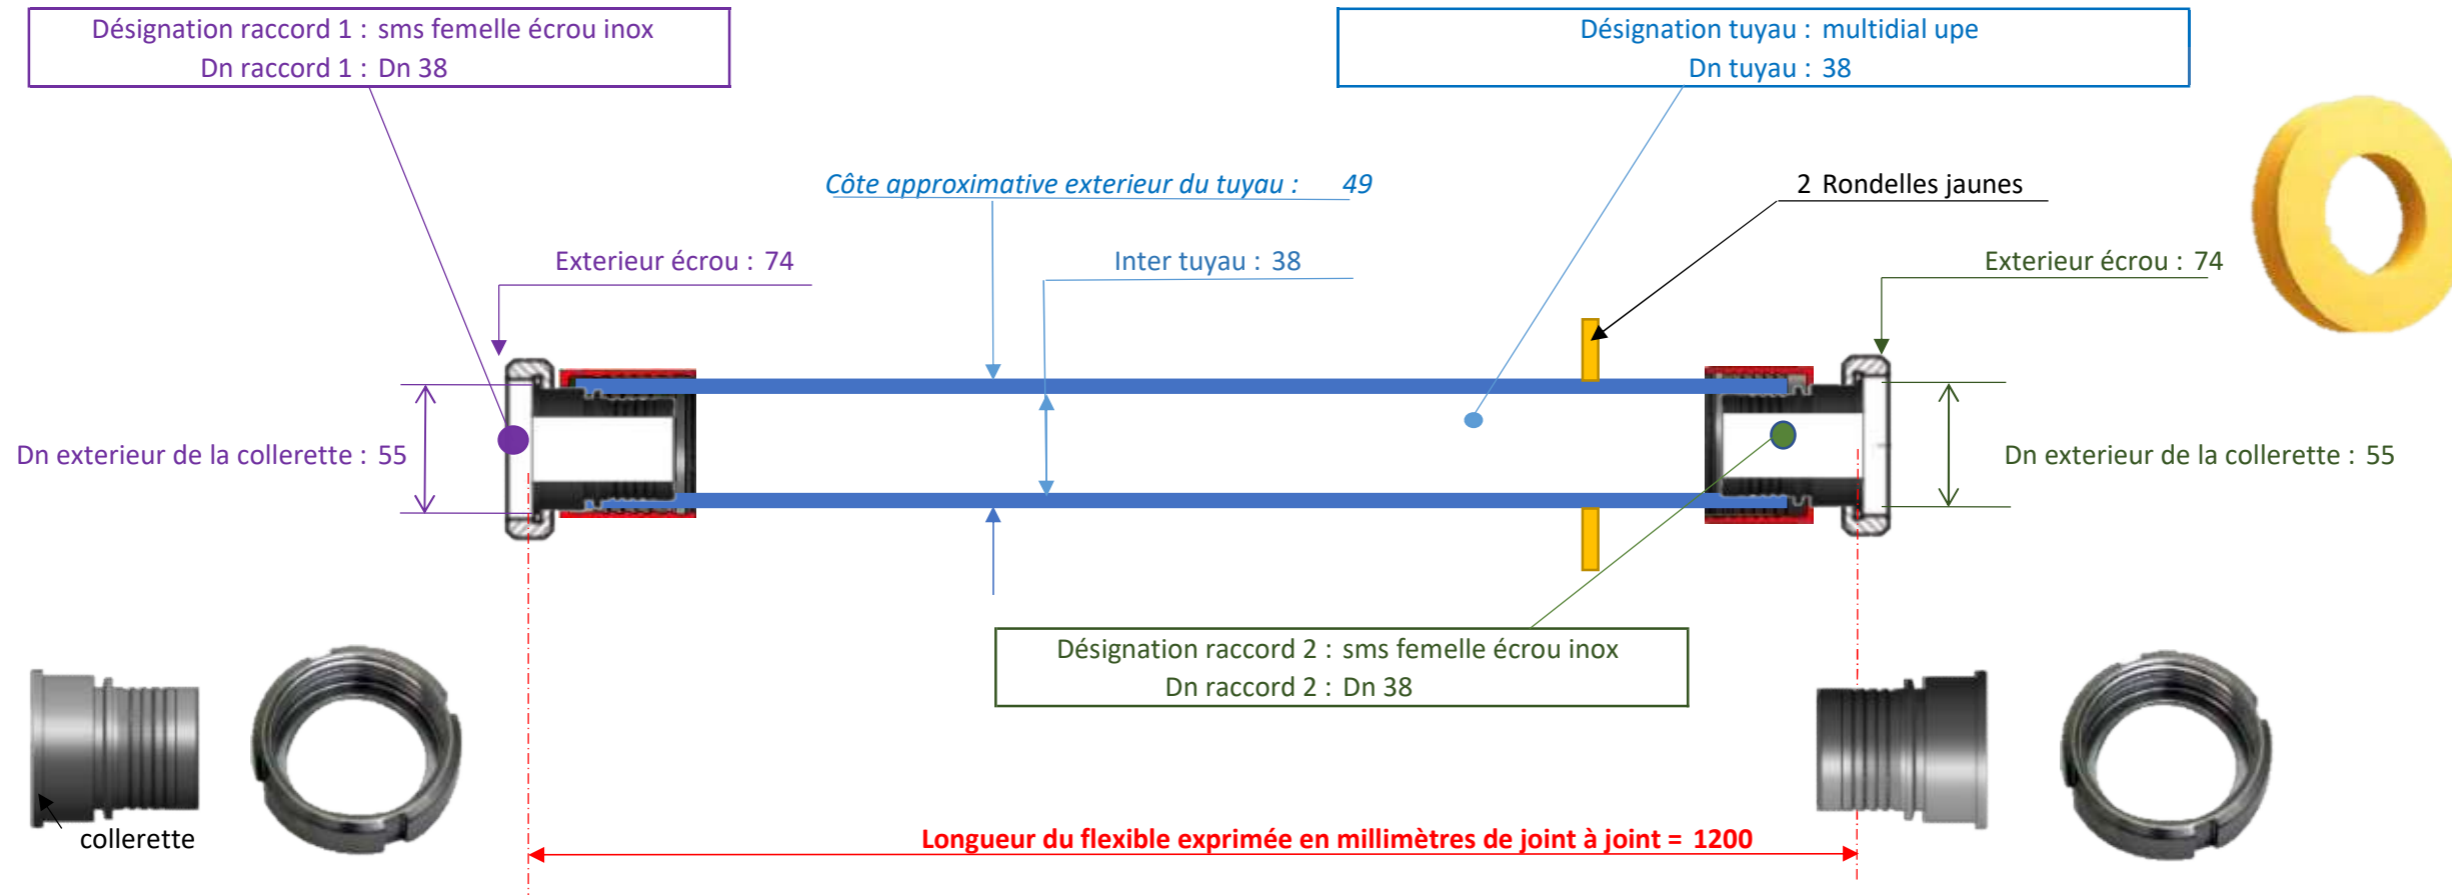 Désignation raccord 1 : sms femelle écrou inox
Dn raccord 1 : Dn 38
Désignation tuyau : multidial upe
Dn tuyau : 38
Côte approximative exterieur du tuyau : 49
2 Rondelles jaunes
Exterieur écrou : 74
Inter tuyau : 38
Exterieur écrou : 74
Dn exterieur de la collerette : 55
Dn exterieur de la collerette : 55
Désignation raccord 2 : sms femelle écrou inox
Dn raccord 2 : Dn 38
collerette
Longueur du flexible exprimée en millimètres de joint à joint = 1200